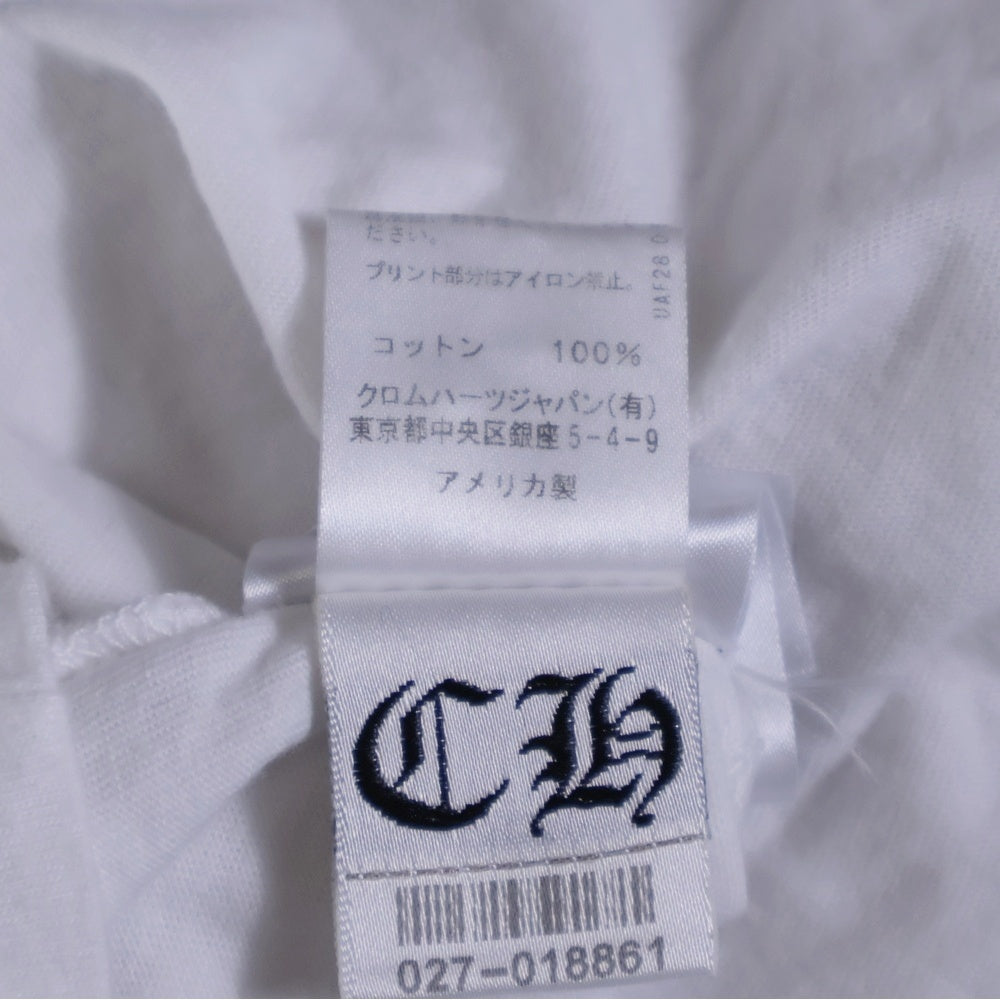 ださい。
プリント部分はアイロン禁止。
コットン 100%
クロムハーツジャパン(有)
東京都中央区銀座5-4-9
アメリカ製
CH
027-018861